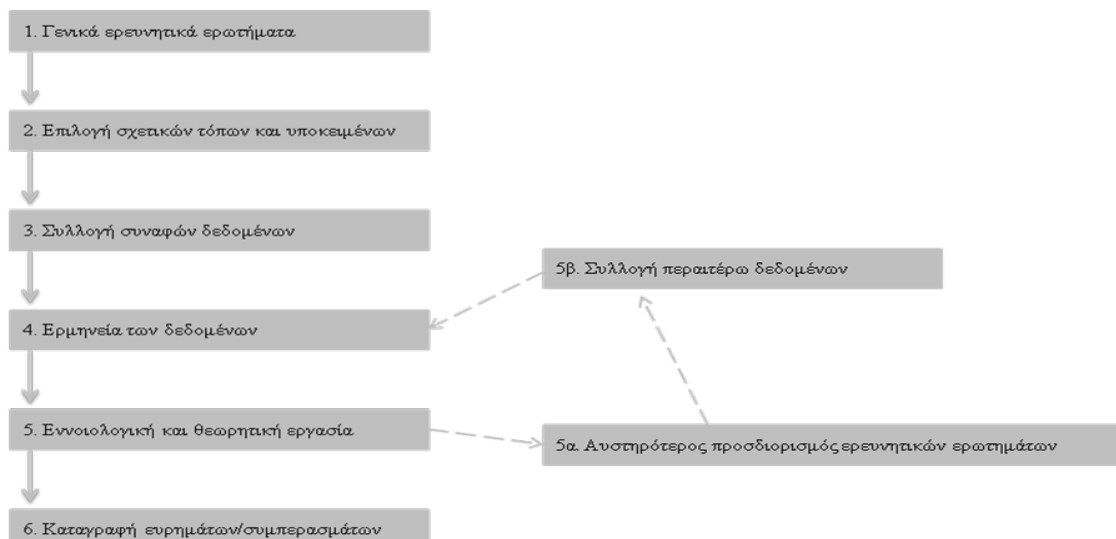 1. Γενικά ερευνητικά ερωτήματα
2. Επιλογή σχετικών τόπων και υποκειμένων
3. Συλλογή συναφών δεδομένων
5β. Συλλογή περαιτέρω δεδομένων
4. Ερμηνεία των δεδομένων
5. Εννοιολογική και θεωρητική εργασία
5α. Αυστηρότερος προσδιορισμός ερευνητικών ερωτημάτων
6. Καταγραφή ευρημάτων/συμπερασμάτων